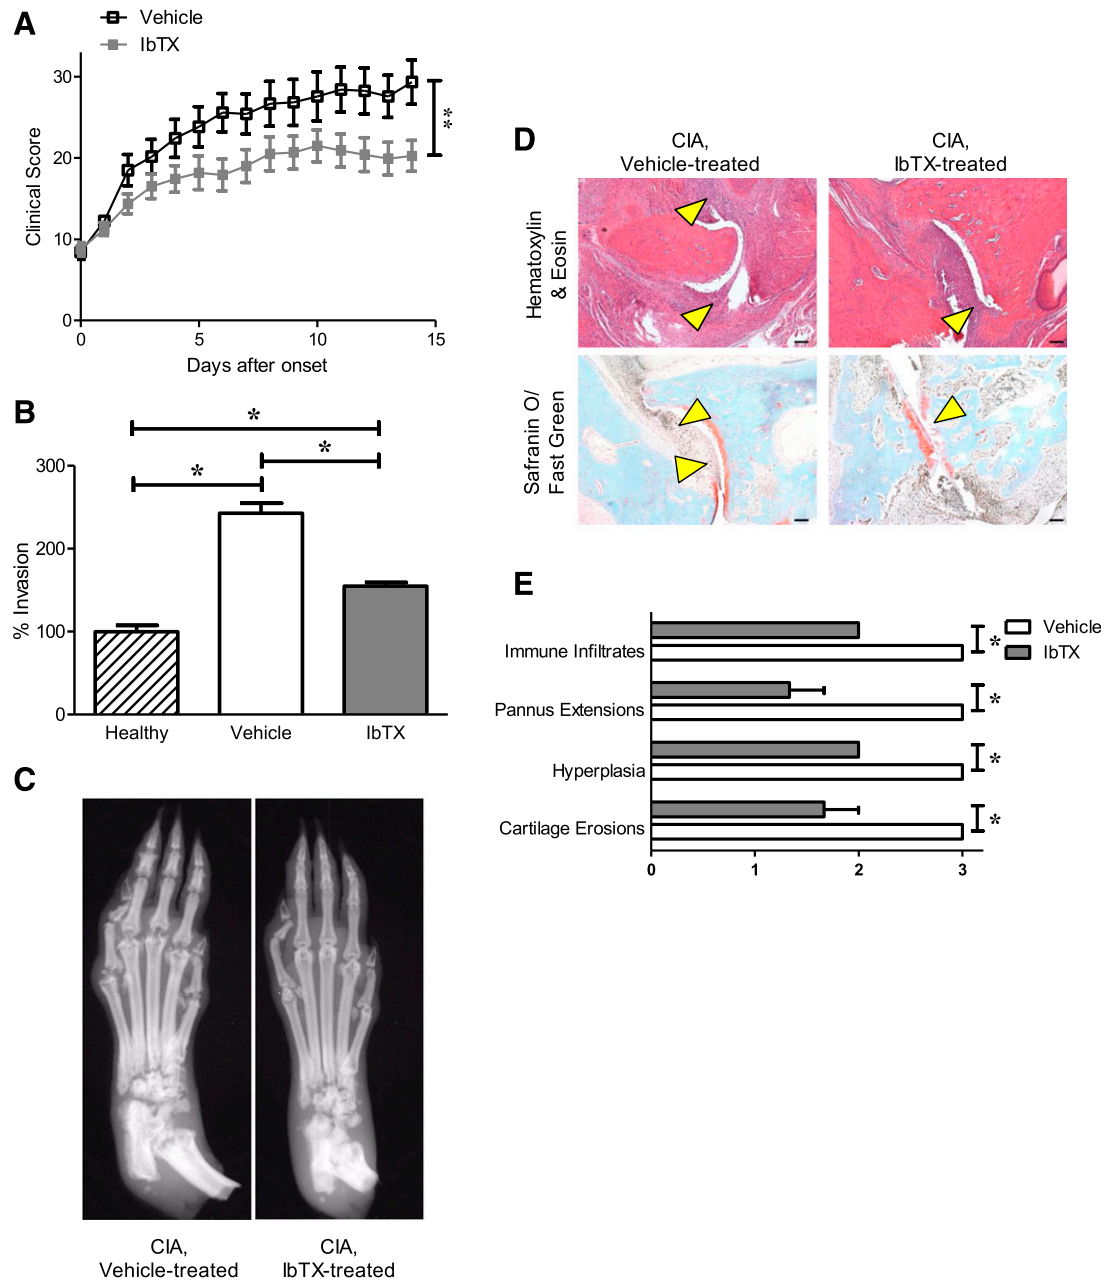 A
Vehicle
IbTX
Clinical Score
30
20
10
0
0 5 10 15
Days after onset
**
B
% Invasion
300
200
100
0
*
*
*
Healthy Vehicle IbTX
C
CIA,
Vehicle-treated
CIA,
IbTX-treated
D
CIA,
Vehicle-treated
CIA,
IbTX-treated
Hematoxylin
& Eosin
Safranin O/
Fast Green
E
Immune Infiltrates
Pannus Extensions
Hyperplasia
Cartilage Erosions
0 1 2 3
*
*
*
*
Vehicle
IbTX